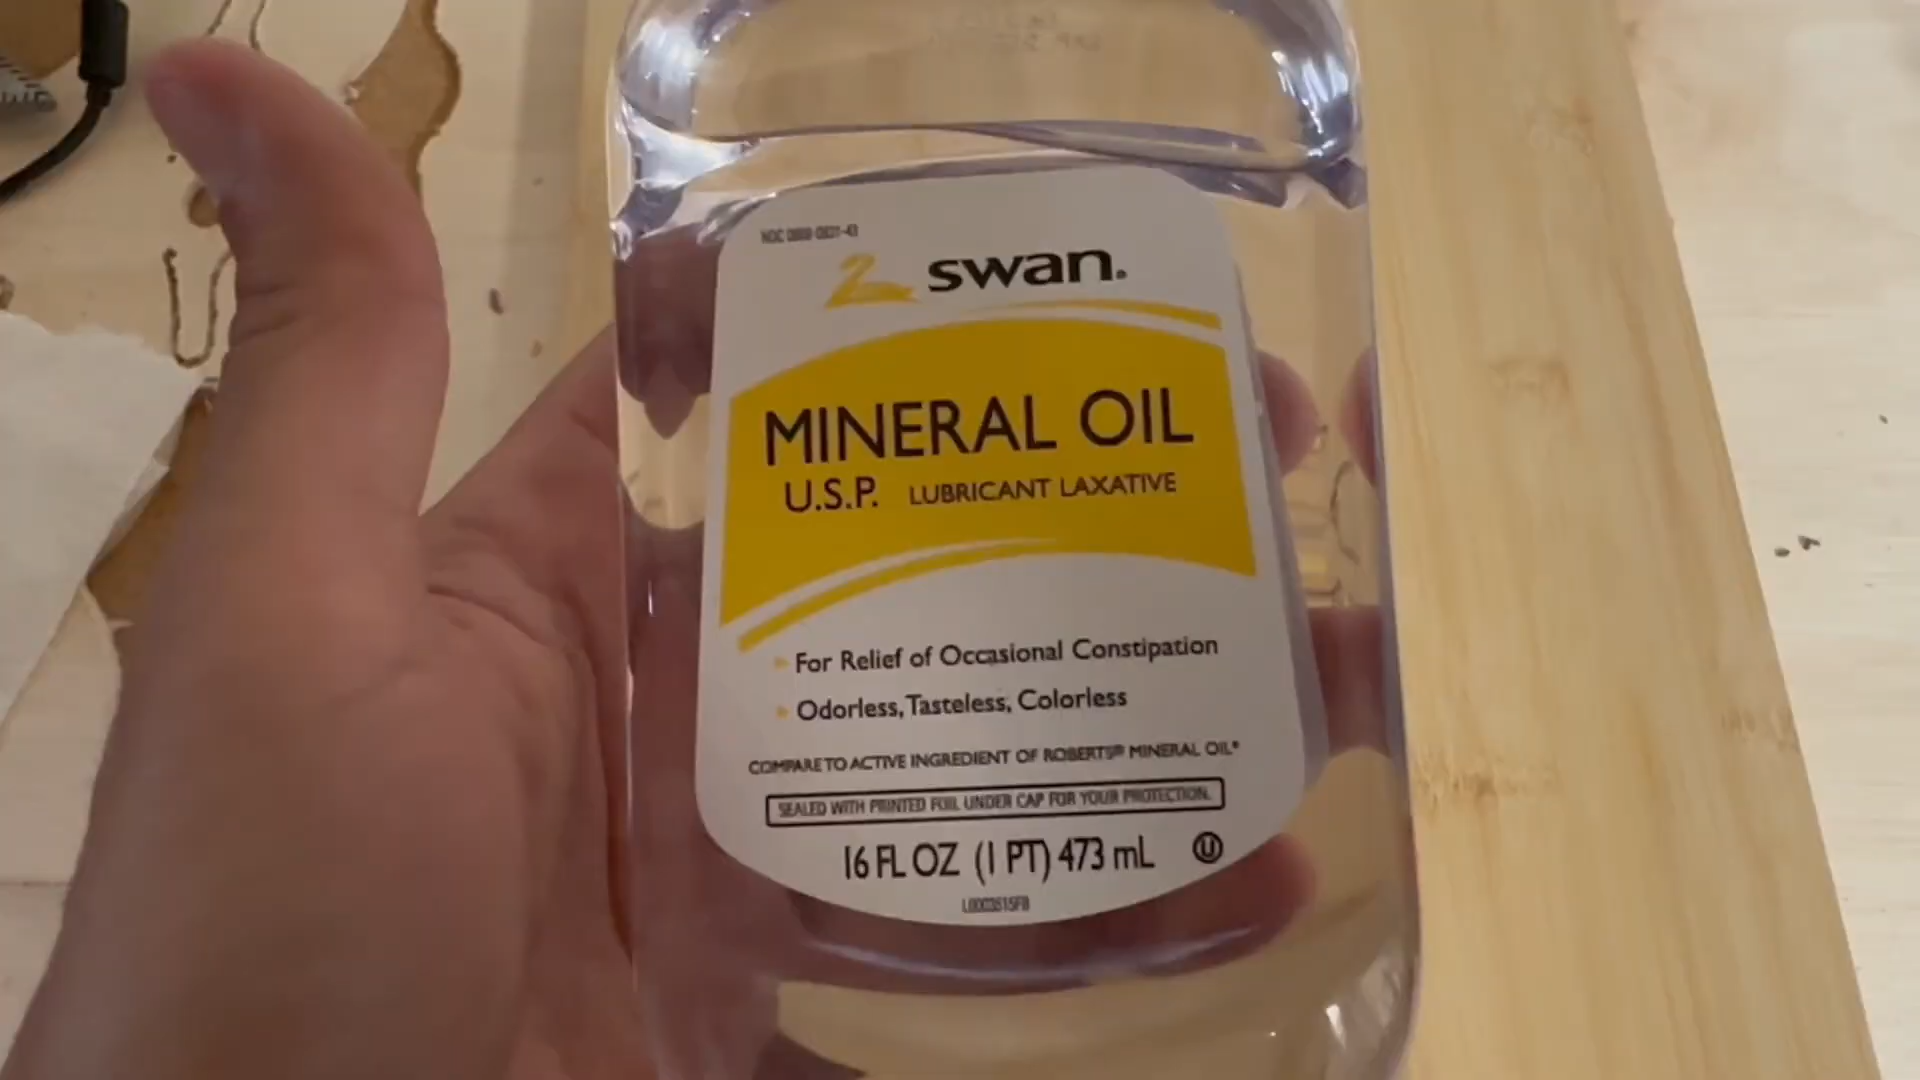 swan.
MINERAL OIL
U.S.P. LUBRICANT LAXATIVE
For Relief of Occasional Constipation
Odorless, Tasteless, Colorless
COMPARE TO ACTIVE INGREDIENT OF ROBERTS® MINERAL OIL*
SEALED WITH PRINTED FOIL UNDER CAP FOR YOUR PROTECTION.
16 FL OZ (1 PT) 473 mL
U